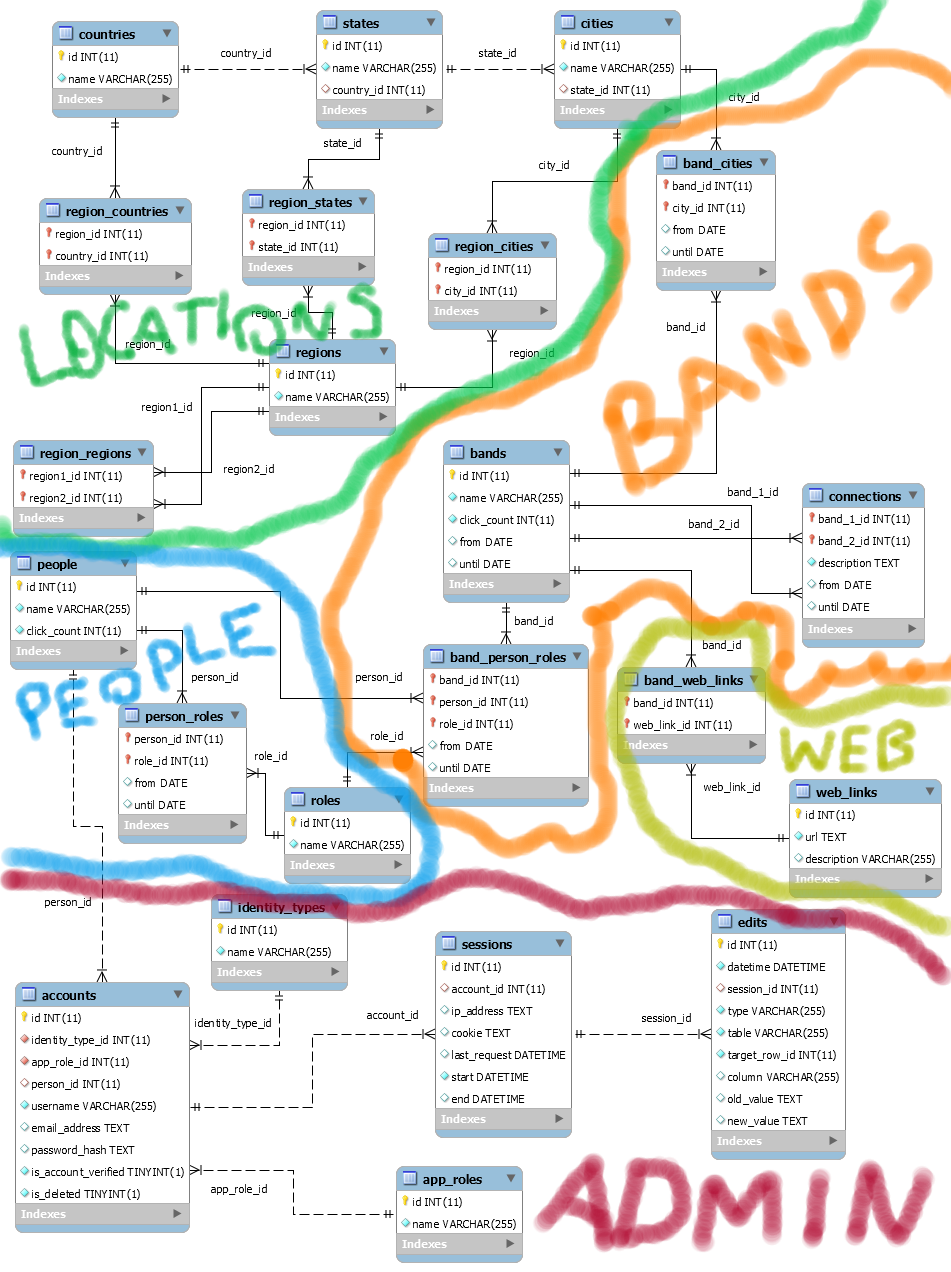 countries
id INT(11)
name VARCHAR(255)
Indexes
country_id
states
id INT(11)
name VARCHAR(255)
country_id INT(11)
Indexes
state_id
cities
id INT(11)
name VARCHAR(255)
state_id INT(11)
Indexes
city_id
country_id
state_id
city_id
band_cities
band_id INT(11)
city_id INT(11)
from DATE
until DATE
Indexes
region_countries
region_id INT(11)
country_id INT(11)
Indexes
region_states
region_id INT(11)
state_id INT(11)
Indexes
region_cities
region_id INT(11)
city_id INT(11)
Indexes
BANDS
LOCATIONS
region_id
region_id
region_id
band_id
regions
id INT(11)
name VARCHAR(255)
Indexes
region1_id
region2_id
region_regions
region1_id INT(11)
region2_id INT(11)
Indexes
bands
id INT(11)
name VARCHAR(255)
click_count INT(11)
from DATE
until DATE
Indexes
band_1_id
band_2_id
connections
band_1_id INT(11)
band_2_id INT(11)
description TEXT
from DATE
until DATE
Indexes
people
id INT(11)
name VARCHAR(255)
click_count INT(11)
Indexes
PEOPLE
person_id
person_id
band_id
band_id
band_person_roles
band_id INT(11)
person_id INT(11)
role_id INT(11)
from DATE
until DATE
Indexes
band_web_links
band_id INT(11)
web_link_id INT(11)
Indexes
WEB
person_roles
person_id INT(11)
role_id INT(11)
from DATE
until DATE
Indexes
role_id
role_id
roles
id INT(11)
name VARCHAR(255)
Indexes
web_link_id
web_links
id INT(11)
url TEXT
description VARCHAR(255)
Indexes
person_id
identity_types
id INT(11)
name VARCHAR(255)
Indexes
identity_type_id
account_id
sessions
id INT(11)
account_id INT(11)
ip_address TEXT
cookie TEXT
last_request DATETIME
start DATETIME
end DATETIME
Indexes
session_id
edits
id INT(11)
datetime DATETIME
session_id INT(11)
type VARCHAR(255)
table VARCHAR(255)
target_row_id INT(11)
column VARCHAR(255)
old_value TEXT
new_value TEXT
Indexes
accounts
id INT(11)
identity_type_id INT(11)
app_role_id INT(11)
person_id INT(11)
username VARCHAR(255)
email_address TEXT
password_hash TEXT
is_account_verified TINYINT(1)
is_deleted TINYINT(1)
Indexes
app_role_id
app_roles
id INT(11)
name VARCHAR(255)
Indexes
ADMIN